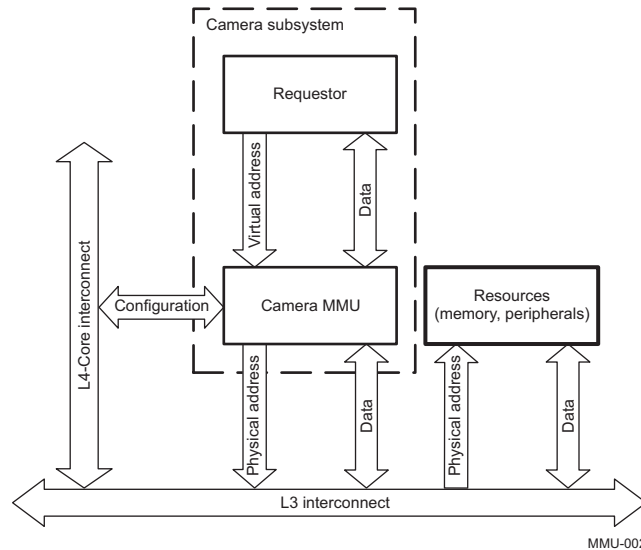 Camera subsystem
Requestor
Virtual address
Data
L4-Core interconnect
Configuration
Camera MMU
Resources
(memory, peripherals)
Physical address
Data
Physical address
Data
L3 interconnect
MMU-002